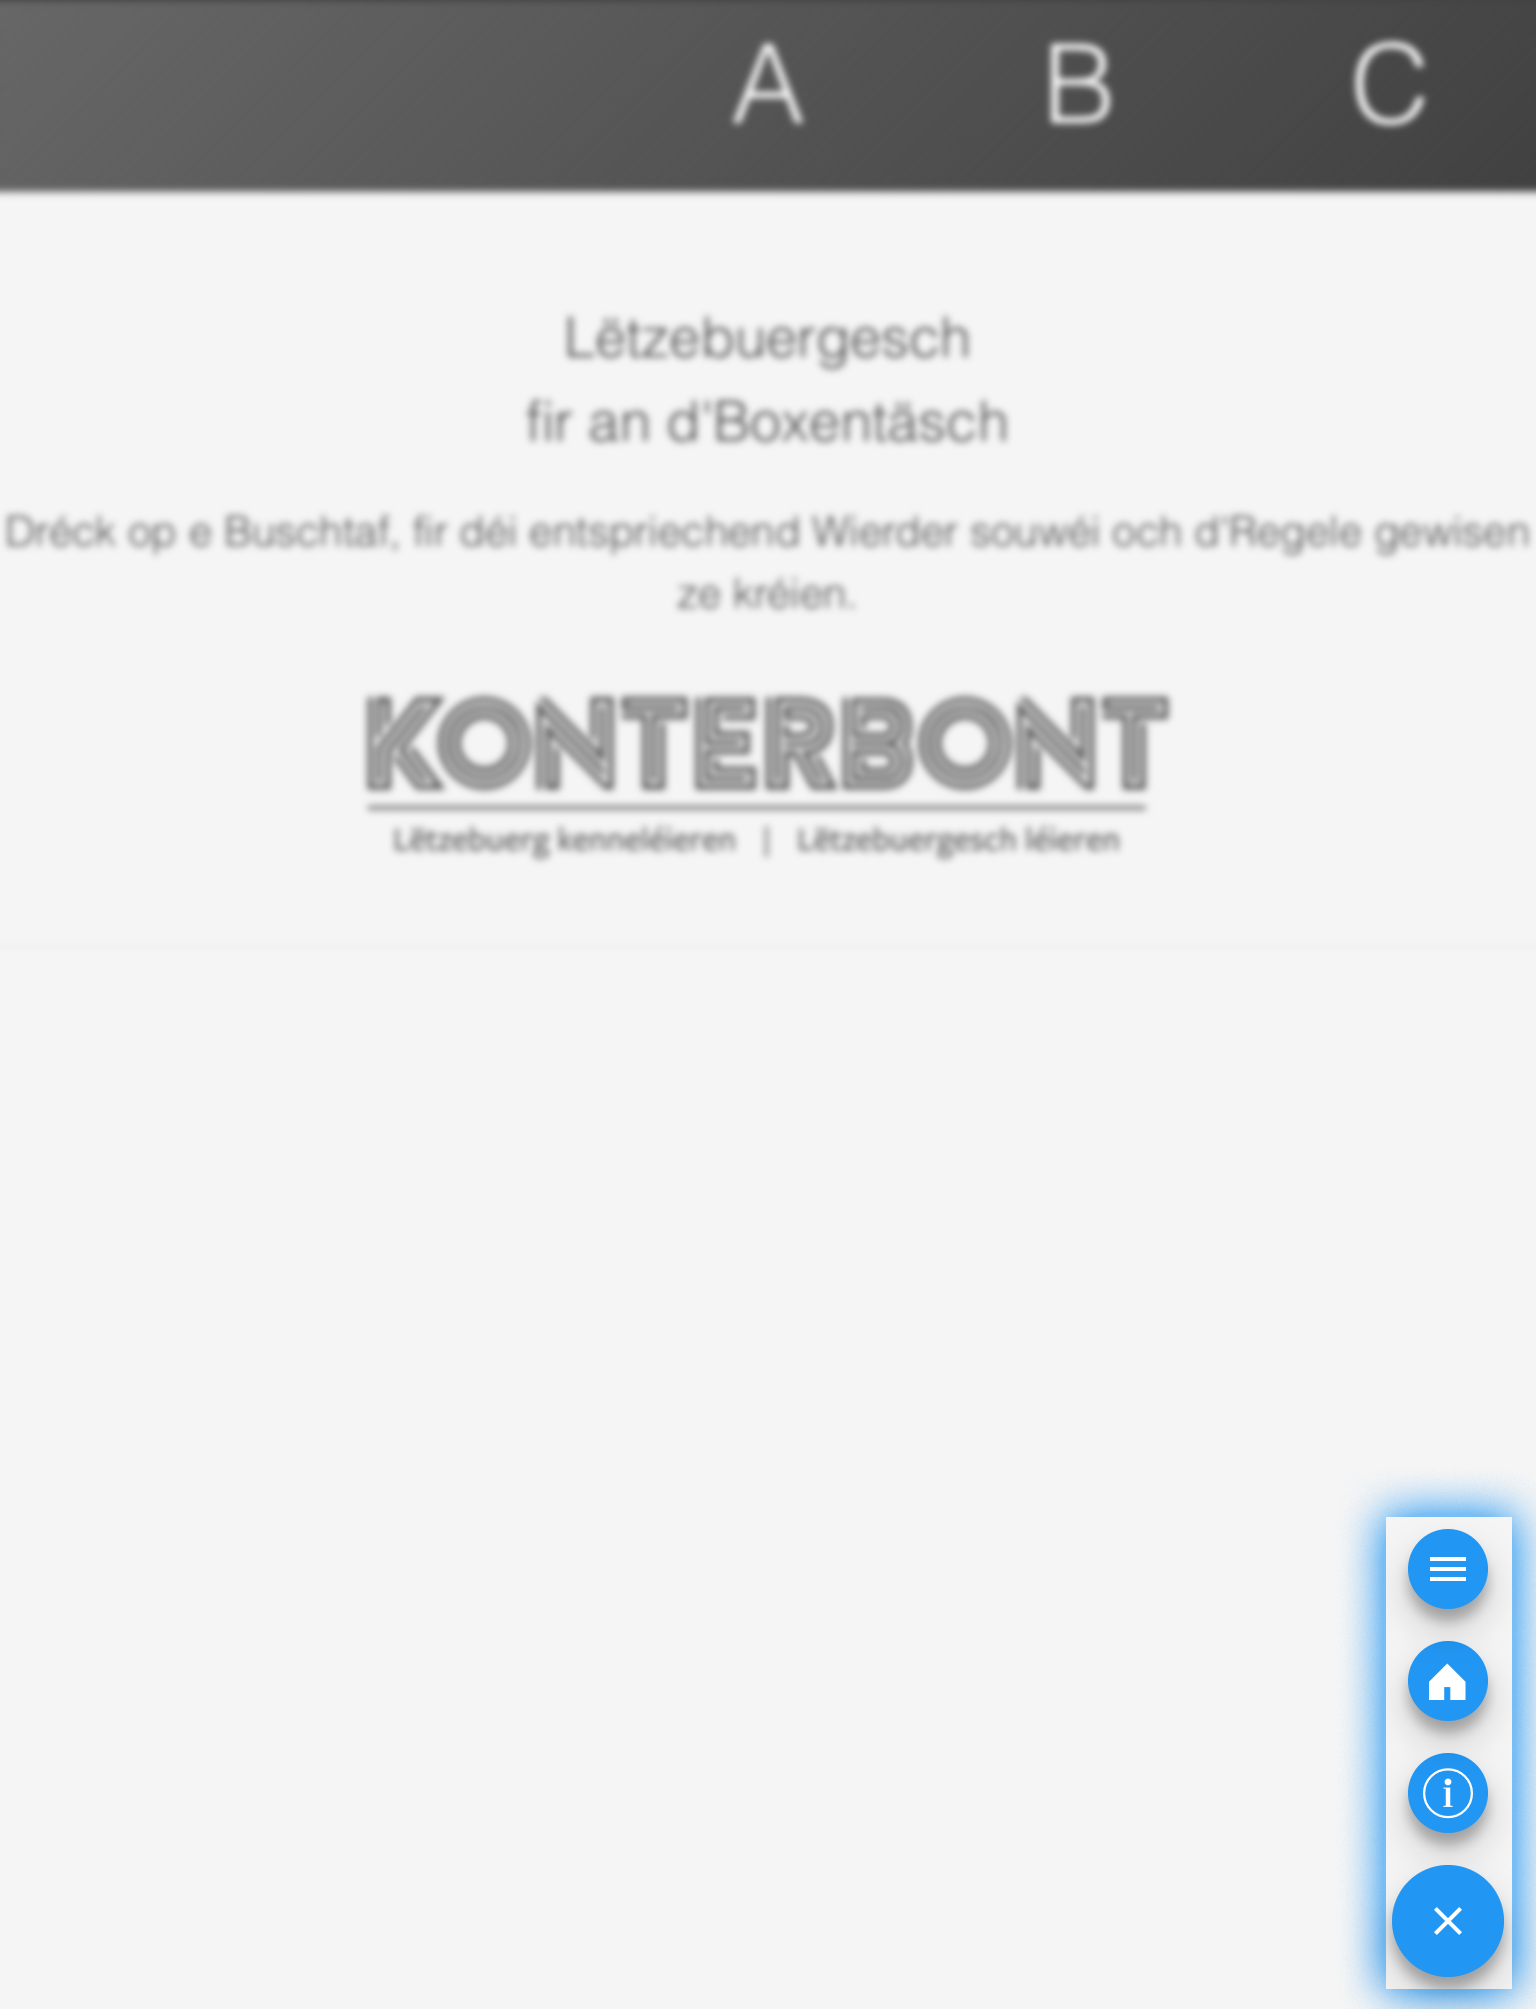 A B C
Lëtzebuergesch
fir an d'Boxentäsch
Dréck op e Buschtaf, fir déi entspriechend Wierder souwéi och d'Regele gewisen
ze kréien.
KONTERBONT
Lëtzebuerg kenneléieren | Lëtzebuergesch léieren